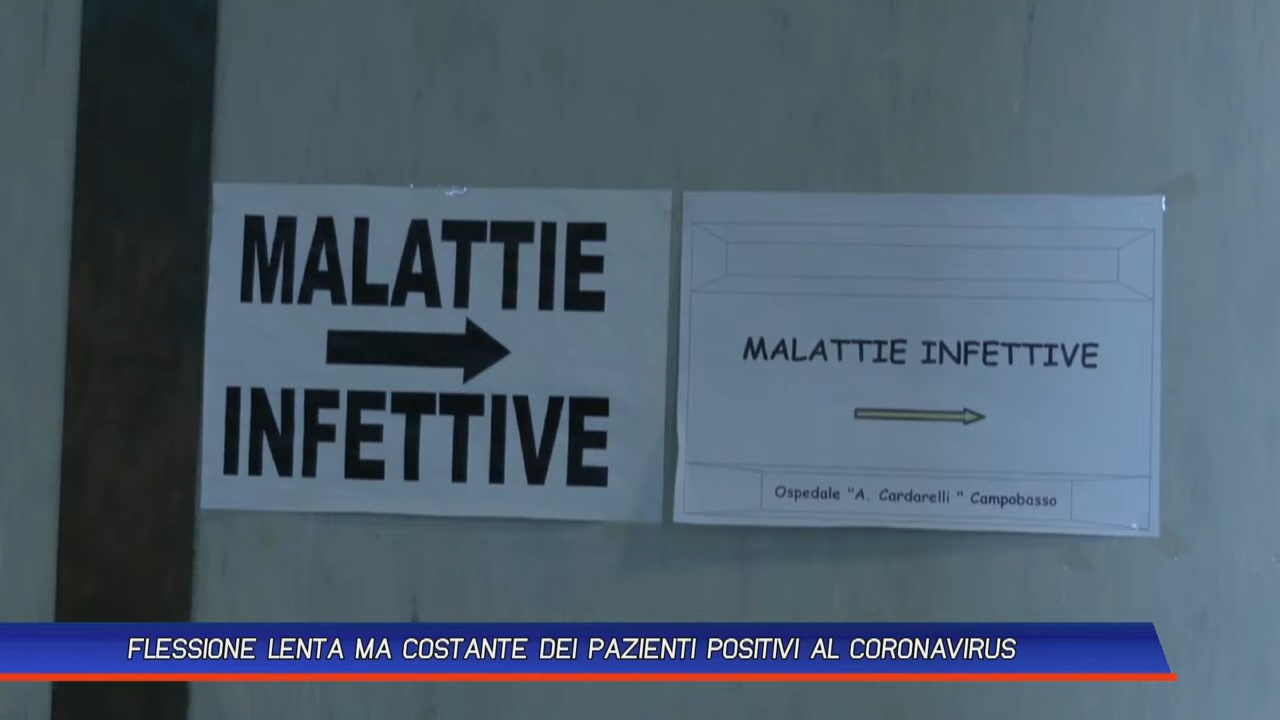 MALATTIE
INFETTIVE
MALATTIE INFETTIVE
Ospedale "A. Cardarelli " Campobasso
FLESSIONE LENTA MA COSTANTE DEI PAZIENTI POSITIVI AL CORONAVIRUS